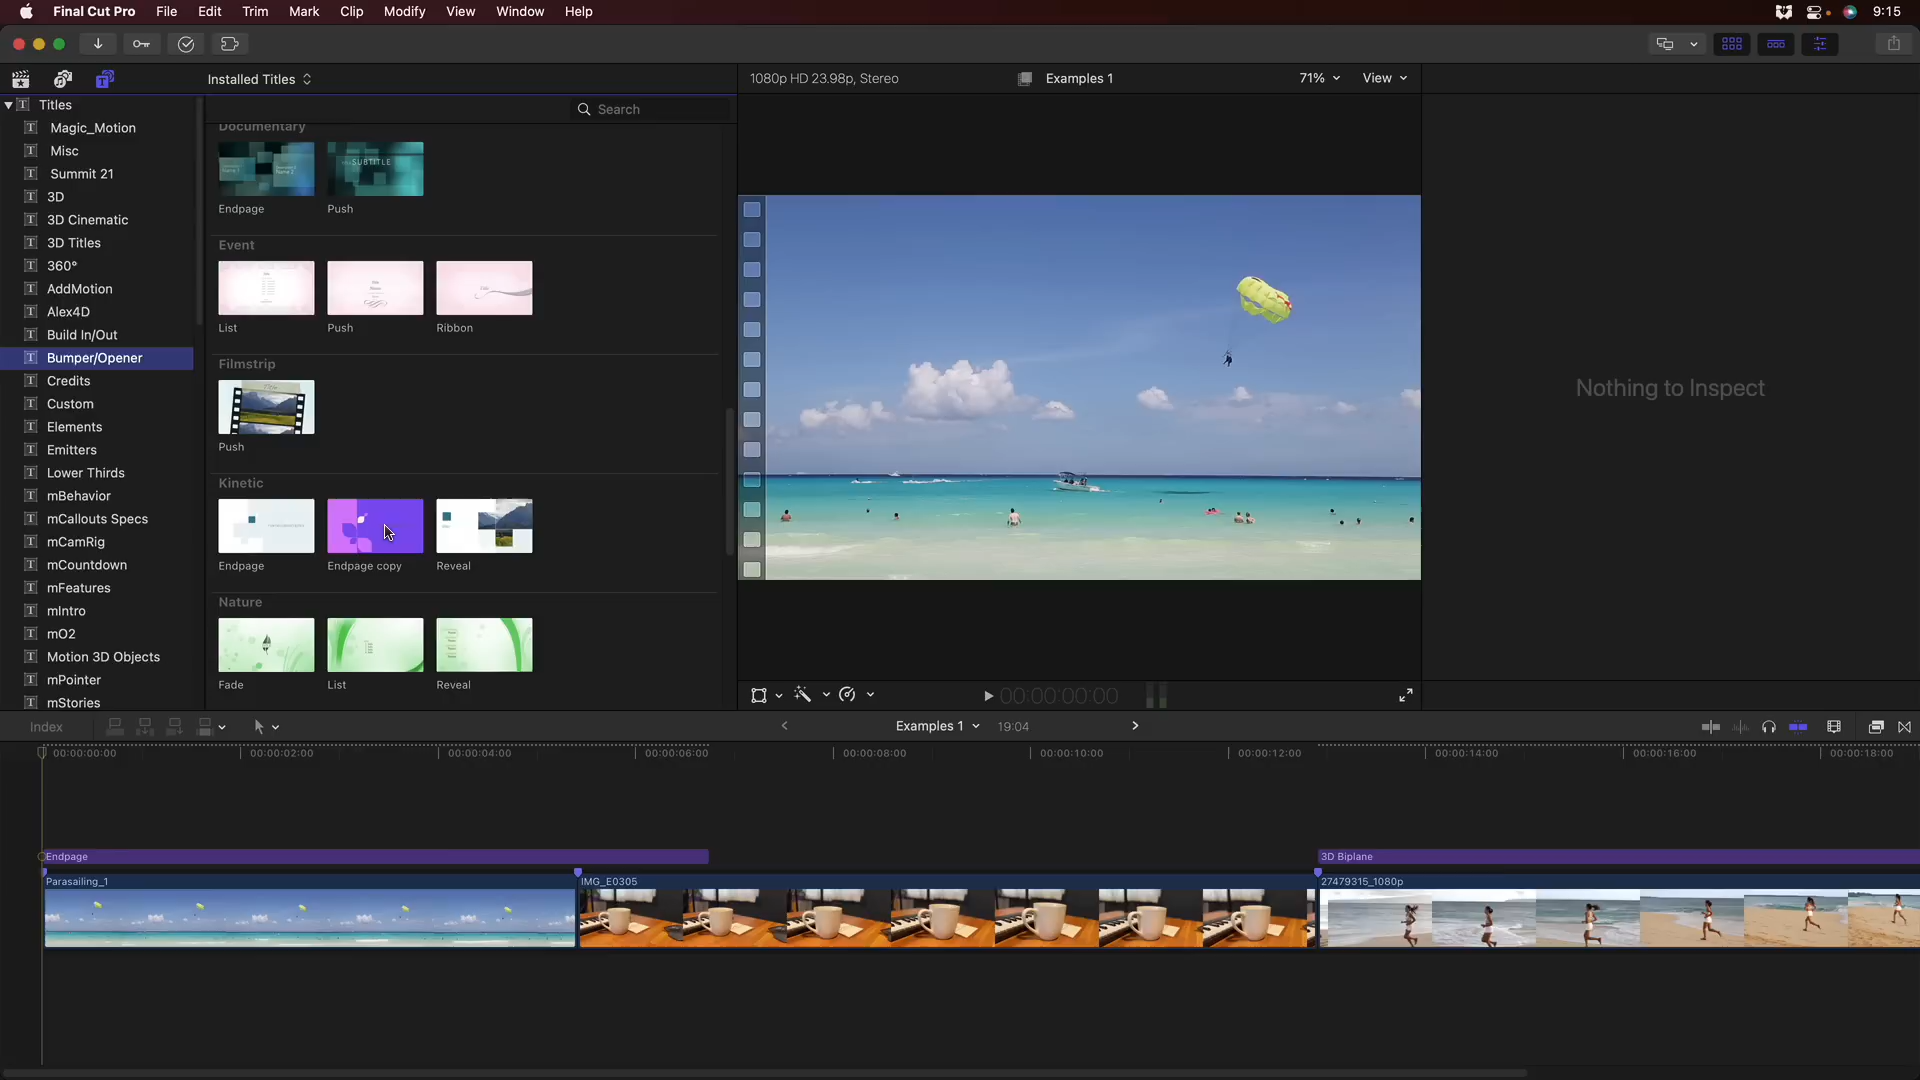 Final Cut Pro File Edit Trim Mark Clip Modify View Window Help 9:15
Installed Titles
1080p HD 23.98p, Stereo
Examples 1
71%
View
Titles
Magic_Motion
Misc
Summit 21
3D
3D Cinematic
3D Titles
360°
AddMotion
Alex4D
Build In/Out
Bumper/Opener
Credits
Custom
Elements
Emitters
Lower Thirds
mBehavior
mCallouts Specs
mCamRig
mCountdown
mFeatures
mIntro
mO2
Motion 3D Objects
mPointer
mStories
Search
Documentary
SUBTITLE
Endpage
Push
Event
List
Push
Ribbon
Filmstrip
Push
Kinetic
Endpage
Endpage copy
Reveal
Nature
Fade
List
Reveal
Nothing to Inspect
00:00:00:00
Index
Examples 1
19:04
00:00:00:00 00:00:02:00 00:00:04:00 00:00:06:00 00:00:08:00 00:00:10:00 00:00:12:00 00:00:14:00 00:00:16:00 00:00:18:00
Endpage
3D Biplane
Parasailing_1
IMG_E0305
27479315_1080p